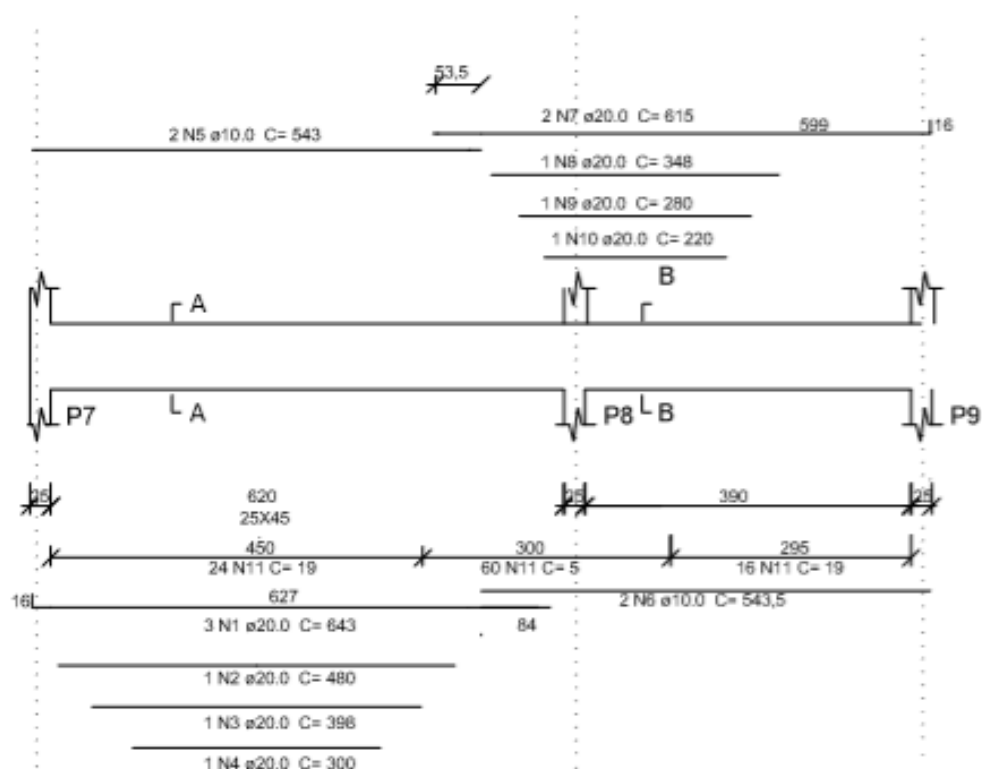 53,5
2 N7 ø20.0 C= 615
599
16
2 N5 ø10.0 C= 543
1 N8 ø20.0 C= 348
1 N9 ø20.0 C= 280
1 N10 ø20.0 C= 220
B
A
A
P7
P8
B
P9
25
620
25
390
25
25X45
450
300
295
24 N11 C= 19
60 N11 C= 5
16 N11 C= 19
16
627
2 N6 ø10.0 C= 543,5
3 N1 ø20.0 C= 643
84
1 N2 ø20.0 C= 480
1 N3 ø20.0 C= 398
1 N4 ø20.0 C= 300